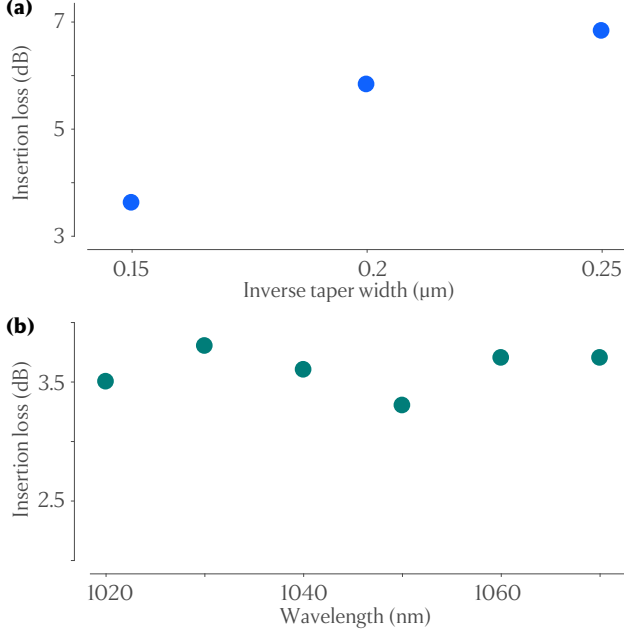 (a)
Insertion loss (dB)
7
5
3
0.15
0.2
0.25
Inverse taper width (µm)
(b)
Insertion loss (dB)
3.5
2.5
1020
1040
1060
Wavelength (nm)